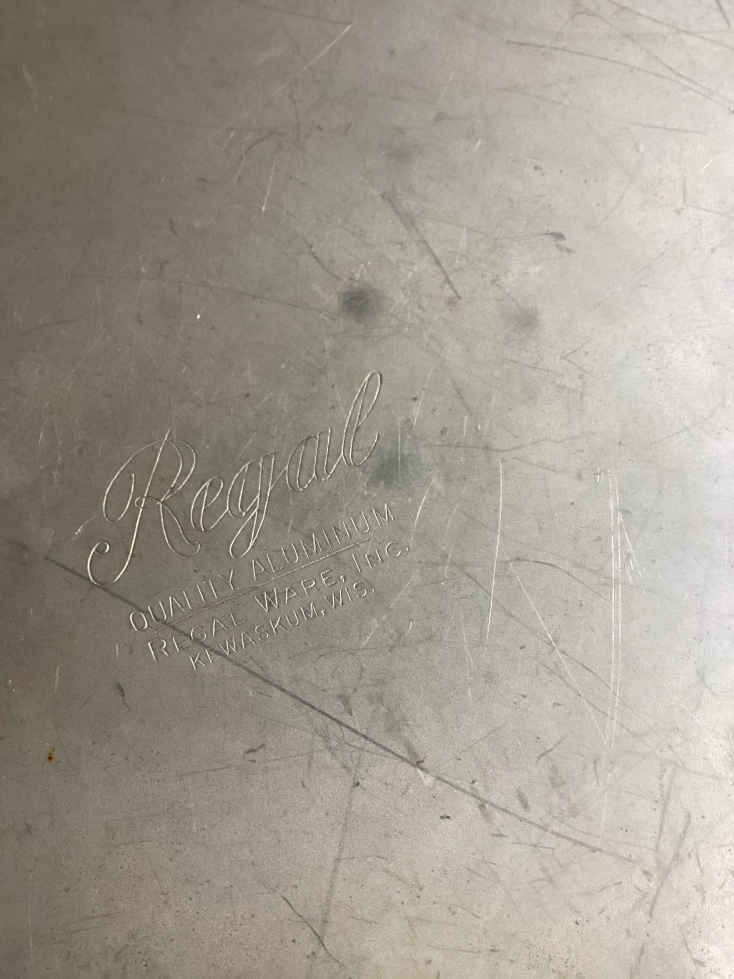 Regal
QUALITY ALUMINUM
REGAL WARE, INC.
KEWASKUM, WIS.